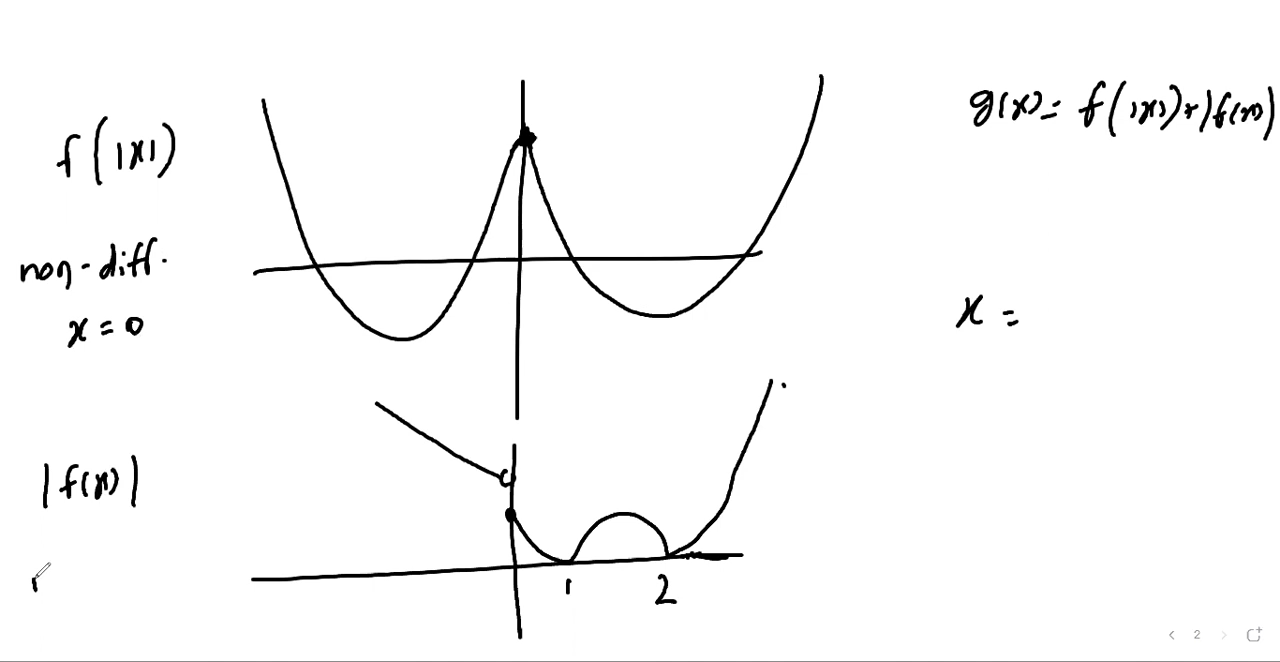 f(|x|)
g(x)= f(|x|)+|f(x)|
non-diff.
x=0
x =
|f(x)|
1
2
< 2 >